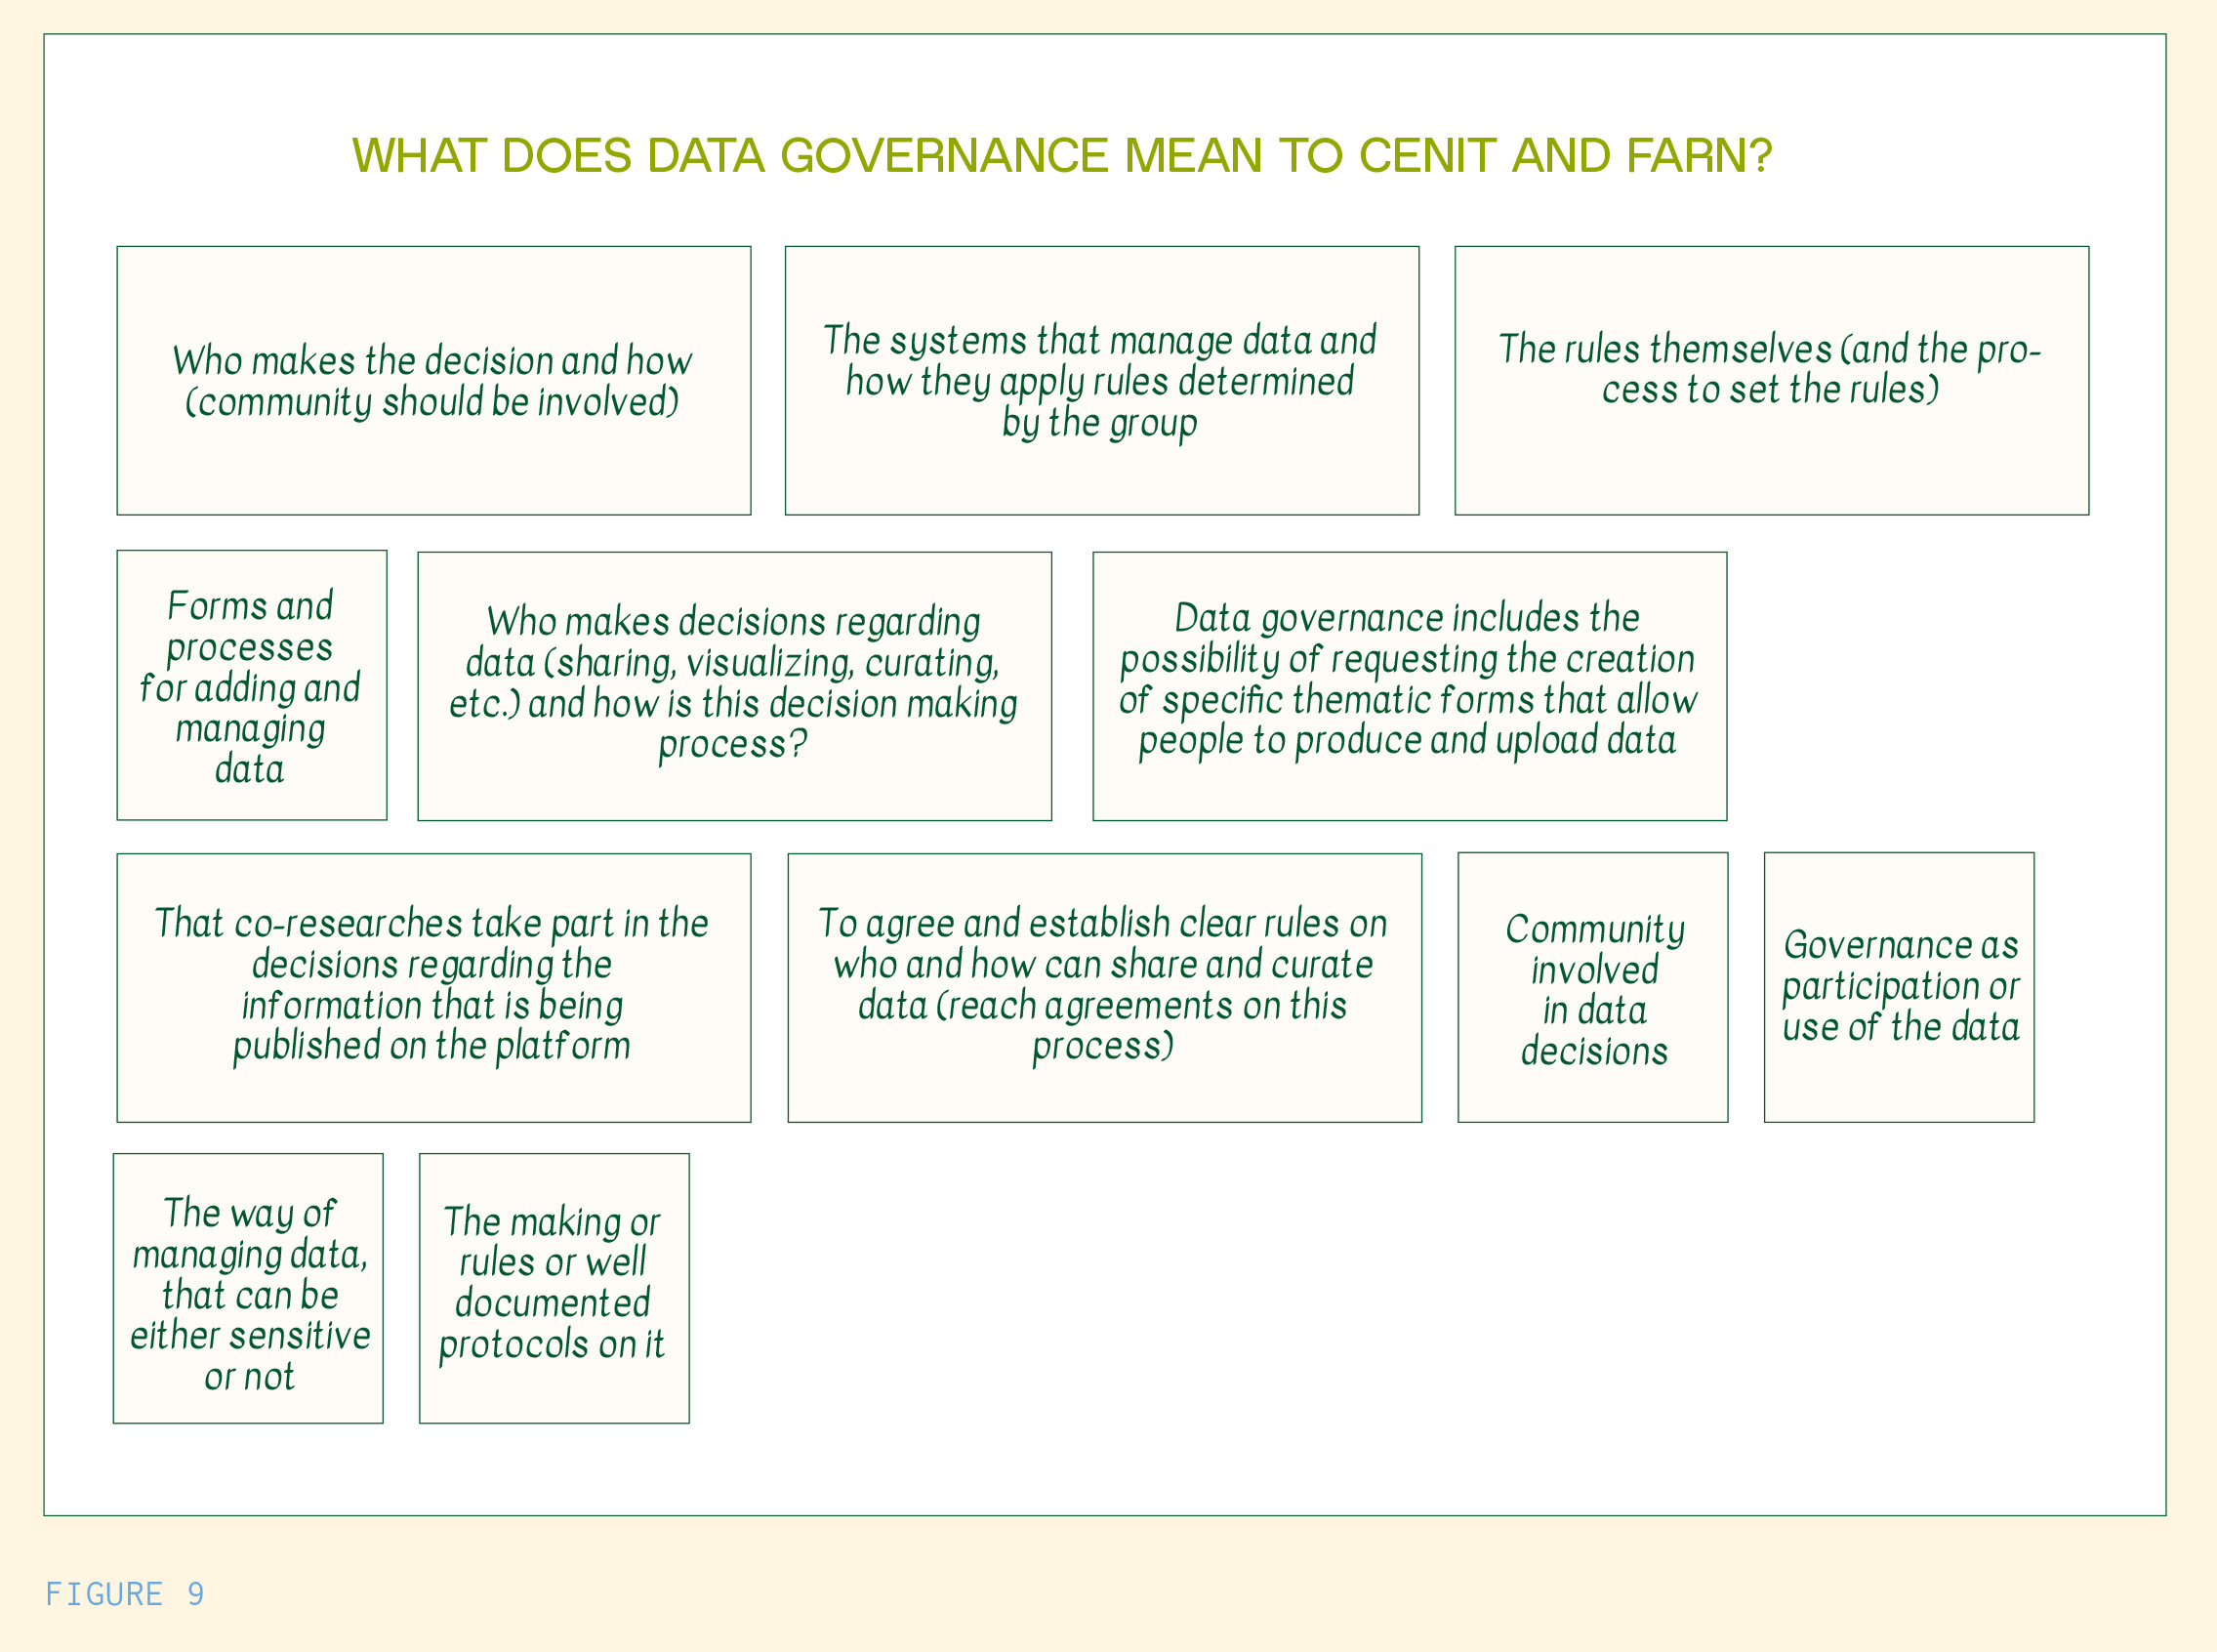 WHAT DOES DATA GOVERNANCE MEAN TO CENIT AND FARN?
Who makes the decision and how
(community should be involved)
The systems that manage data and
how they apply rules determined
by the group
The rules themselves (and the pro-
cess to set the rules)
Forms and
processes
for adding and
managing
data
Who makes decisions regarding
data (sharing, visualizing, curating,
etc.) and how is this decision making
process?
Data governance includes the
possibility of requesting the creation
of specific thematic forms that allow
people to produce and upload data
That co-researches take part in the
decisions regarding the
information that is being
published on the platform
To agree and establish clear rules on
who and how can share and curate
data (reach agreements on this
process)
Community
involved
in data
decisions
Governance as
participation or
use of the data
The way of
managing data,
that can be
either sensitive
or not
The making or
rules or well
documented
protocols on it
FIGURE 9